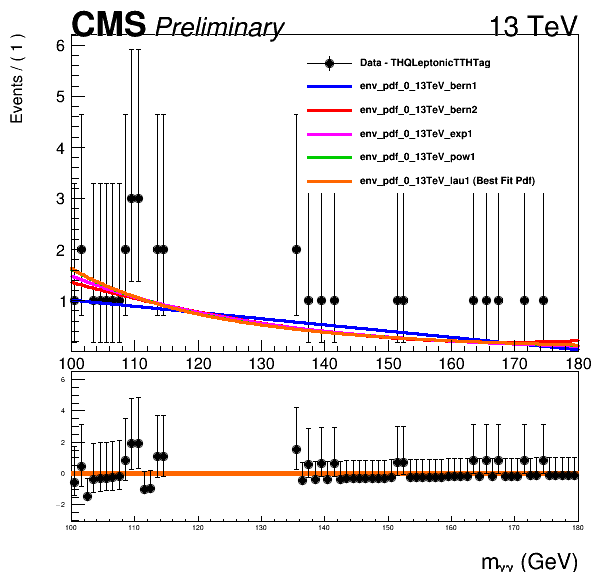 CMS Preliminary 13 TeV
Events / ( 1 )
6
5
4
3
2
1
Data - THQLeptonicTTHTag
env_pdf_0_13TeV_bern1
env_pdf_0_13TeV_bern2
env_pdf_0_13TeV_exp1
env_pdf_0_13TeV_pow1
env_pdf_0_13TeV_lau1 (Best Fit Pdf)
100 110 120 130 140 150 160 170 180
6
4
2
0
−2
100 110 120 130 140 150 160 170 180
mγγ (GeV)